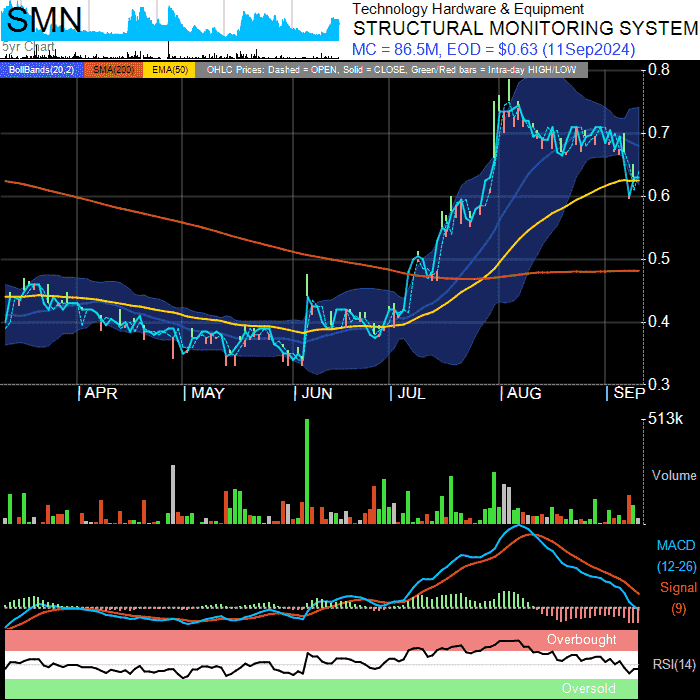 SMN
5yr Chart
Technology Hardware & Equipment
STRUCTURAL MONITORING SYSTEM
MC = 86.5M, EOD = $0.63 (11Sep2024)
BollBands(20,2) SMA(200) EMA(50) OHLC Prices: Dashed = OPEN, Solid = CLOSE, Green/Red bars = Intra-day HIGH/LOW
0.8
0.7
0.6
0.5
0.4
0.3
APR MAY JUN JUL AUG SEP
513k
Volume
MACD
(12-26)
Signal
(9)
Overbought
RSI(14)
Oversold